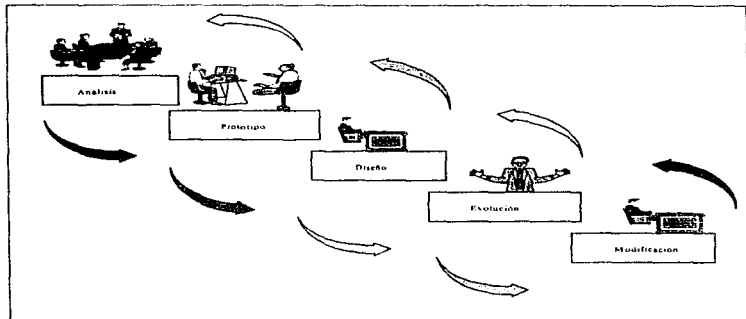 Análisis
Prototipo
Diseño
Evolución
Modificación